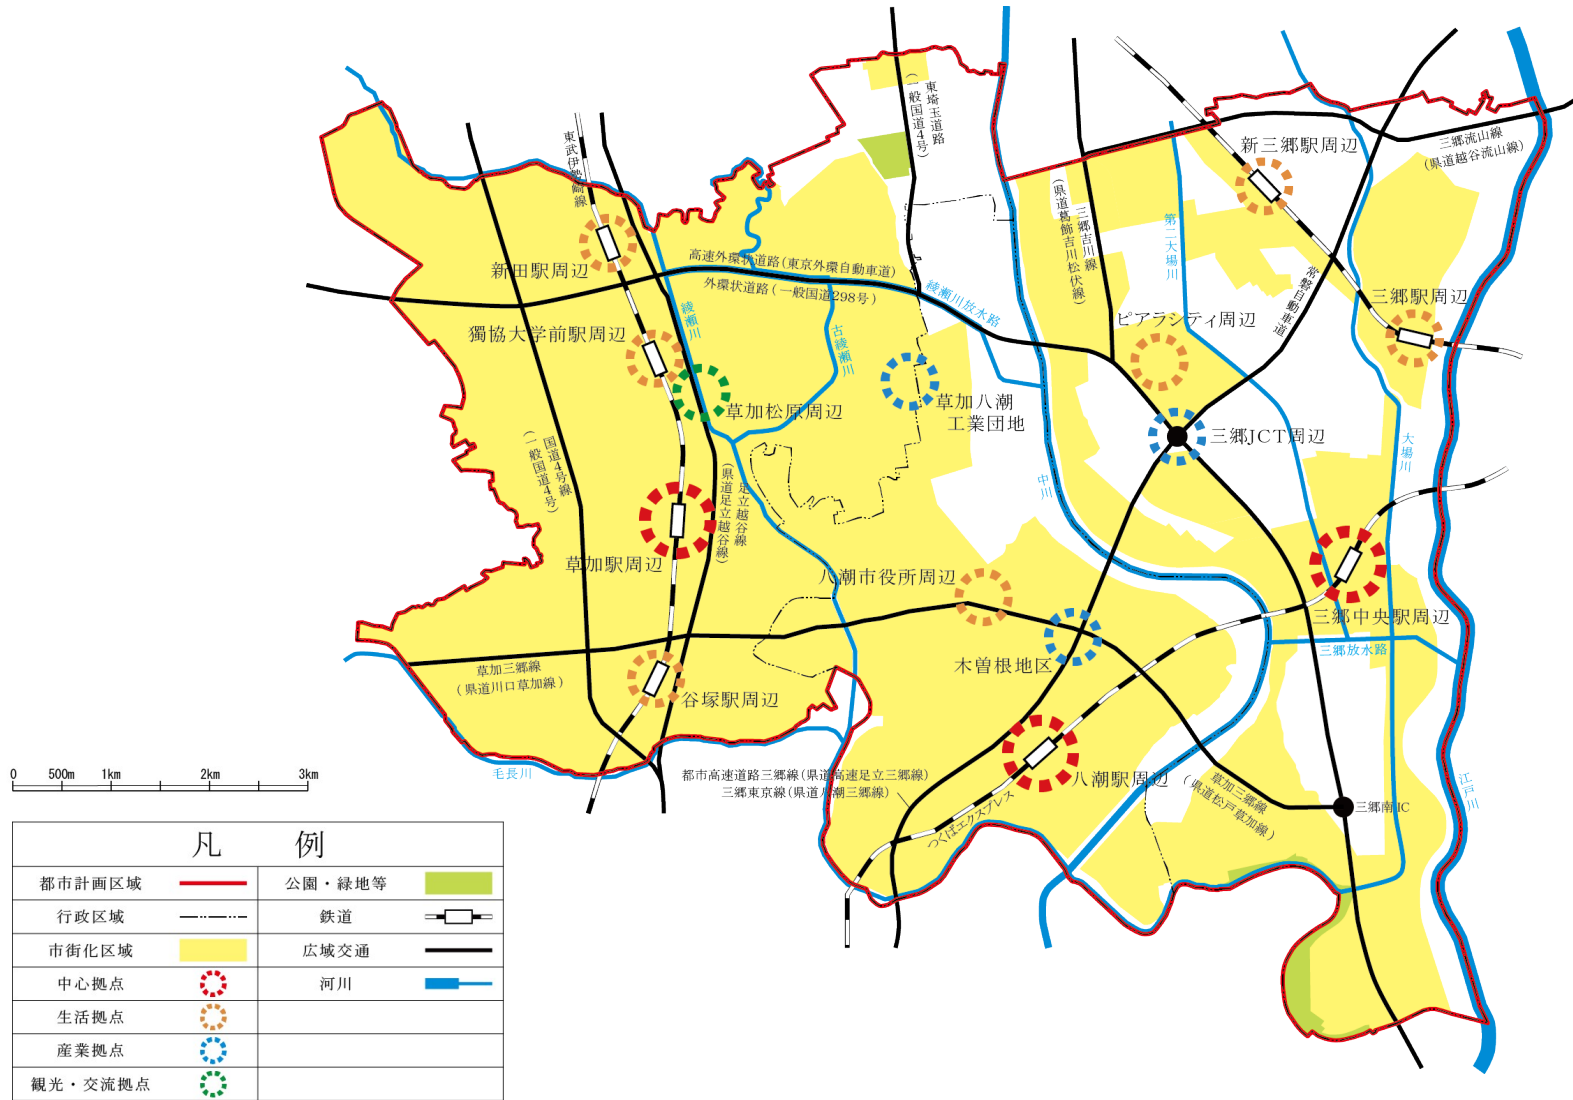 東埼玉道路
(一般国道4号)
東武伊勢崎線
三郷流山線
(県道越谷流山線)
新三郷駅周辺
三郷吉川線
(県道葛飾吉川松伏線)
第二大場川
新田駅周辺
高速外環状道路(東京外環自動車道)
外環状道路(一般国道298号)
綾瀬川放水路
常磐自動車道
三郷駅周辺
綾瀬川
古綾瀬川
獨協大学前駅周辺
ピアラシティ周辺
草加松原周辺
草加八潮
工業団地
三郷JCT周辺
国道4号線
(一般国道4号)
足立越谷線
(県道足立越谷線)
中川
大場川
草加駅周辺
八潮市役所周辺
三郷中央駅周辺
三郷放水路
草加三郷線
(県道川口草加線)
木曽根地区
谷塚駅周辺
毛長川
都市高速道路三郷線(県道高速足立三郷線)
三郷東京線(県道八潮三郷線)
八潮駅周辺
草加三郷線
(県道松戸草加線)
つくばエクスプレス
三郷南IC
江戸川
0 500m 1km 2km 3km
凡 例
都市計画区域 公園・緑地等
行政区域 鉄道
市街化区域 広域交通
中心拠点 河川
生活拠点
産業拠点
観光・交流拠点